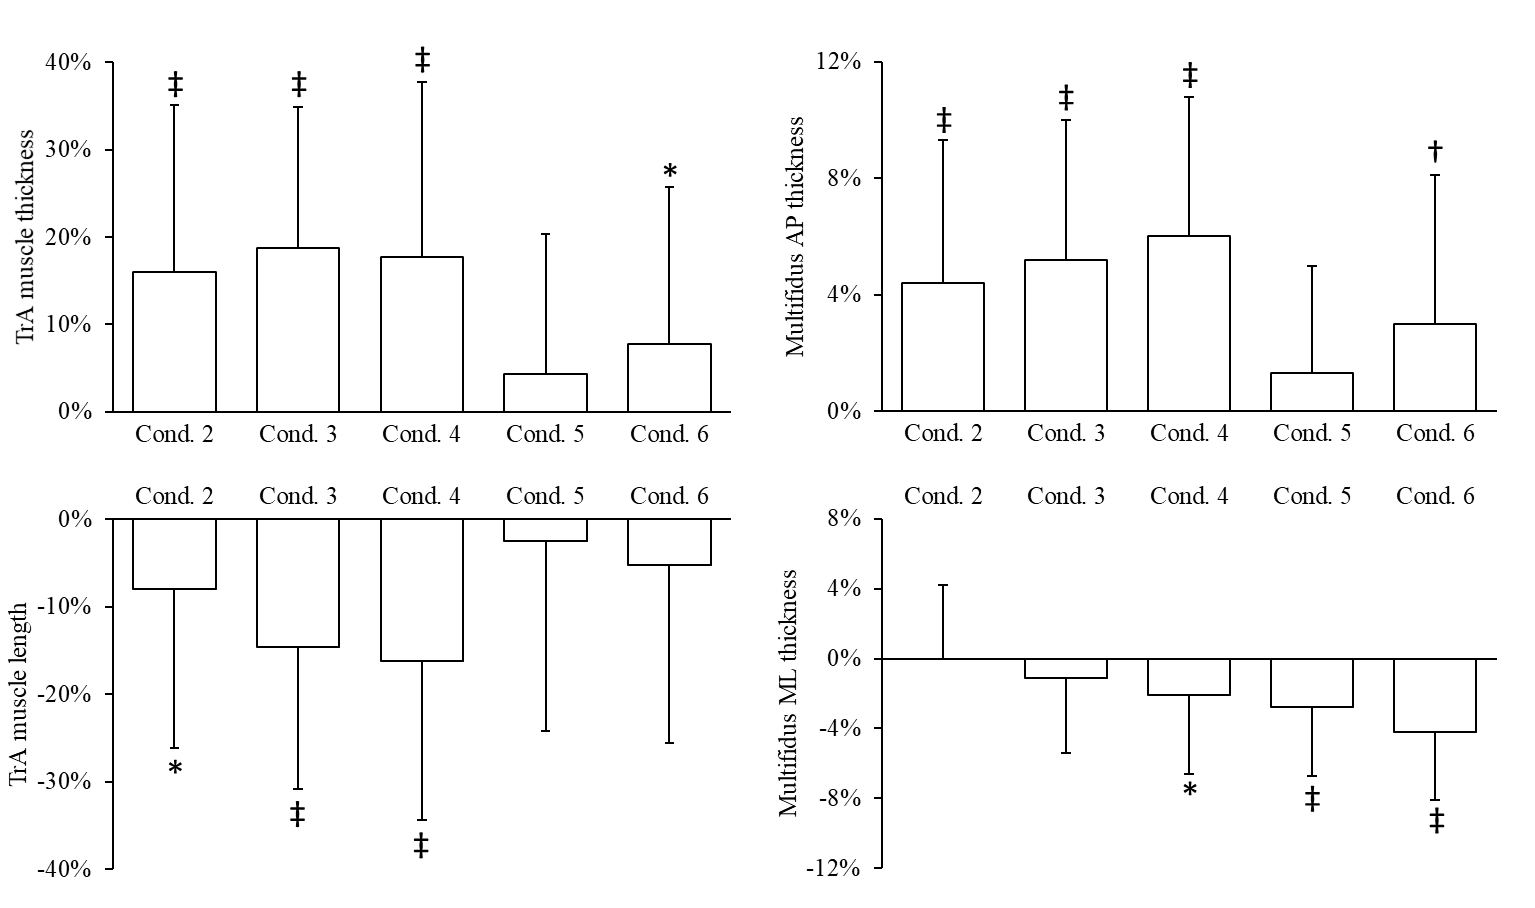 TrA muscle thickness
40%
30%
20%
10%
0%
‡ ‡ ‡ *
Cond. 2 Cond. 3 Cond. 4 Cond. 5 Cond. 6
Multifidus AP thickness
12%
8%
4%
0%
‡ ‡ ‡ †
Cond. 2 Cond. 3 Cond. 4 Cond. 5 Cond. 6
TrA muscle length
Cond. 2 Cond. 3 Cond. 4 Cond. 5 Cond. 6
0%
-10%
-20%
-30%
-40%
* ‡ ‡
Multifidus ML thickness
Cond. 2 Cond. 3 Cond. 4 Cond. 5 Cond. 6
8%
4%
0%
-4%
-8%
-12%
* ‡ ‡